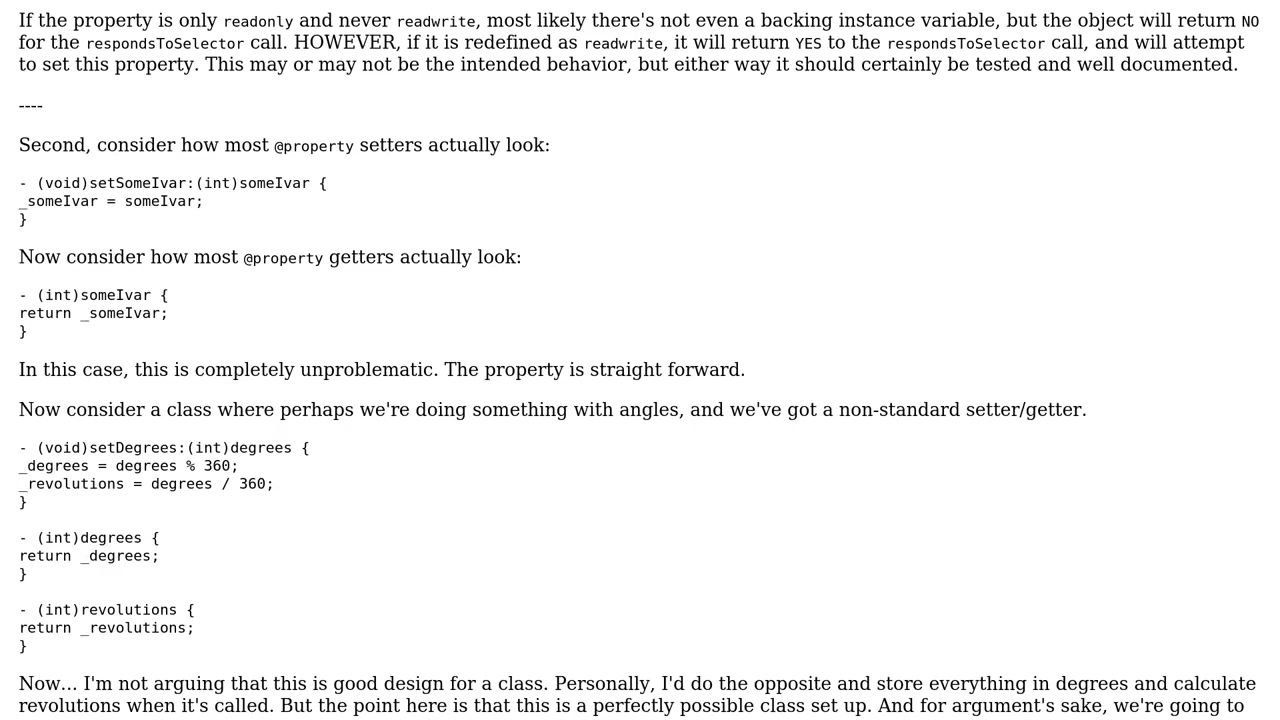 If the property is only readonly and never readwrite, most likely there's not even a backing instance variable, but the object will return NO
for the respondsToSelector call. HOWEVER, if it is redefined as readwrite, it will return YES to the respondsToSelector call, and will attempt
to set this property. This may or may not be the intended behavior, but either way it should certainly be tested and well documented.
----
Second, consider how most @property setters actually look:
- (void)setSomeIvar:(int)someIvar {
_someIvar = someIvar;
}
Now consider how most @property getters actually look:
- (int)someIvar {
return _someIvar;
}
In this case, this is completely unproblematic. The property is straight forward.
Now consider a class where perhaps we're doing something with angles, and we've got a non-standard setter/getter.
- (void)setDegrees:(int)degrees {
_degrees = degrees % 360;
_revolutions = degrees / 360;
}
- (int)degrees {
return _degrees;
}
- (int)revolutions {
return _revolutions;
}
Now... I'm not arguing that this is good design for a class. Personally, I'd do the opposite and store everything in degrees and calculate
revolutions when it's called. But the point here is that this is a perfectly possible class set up. And for argument's sake, we're going to